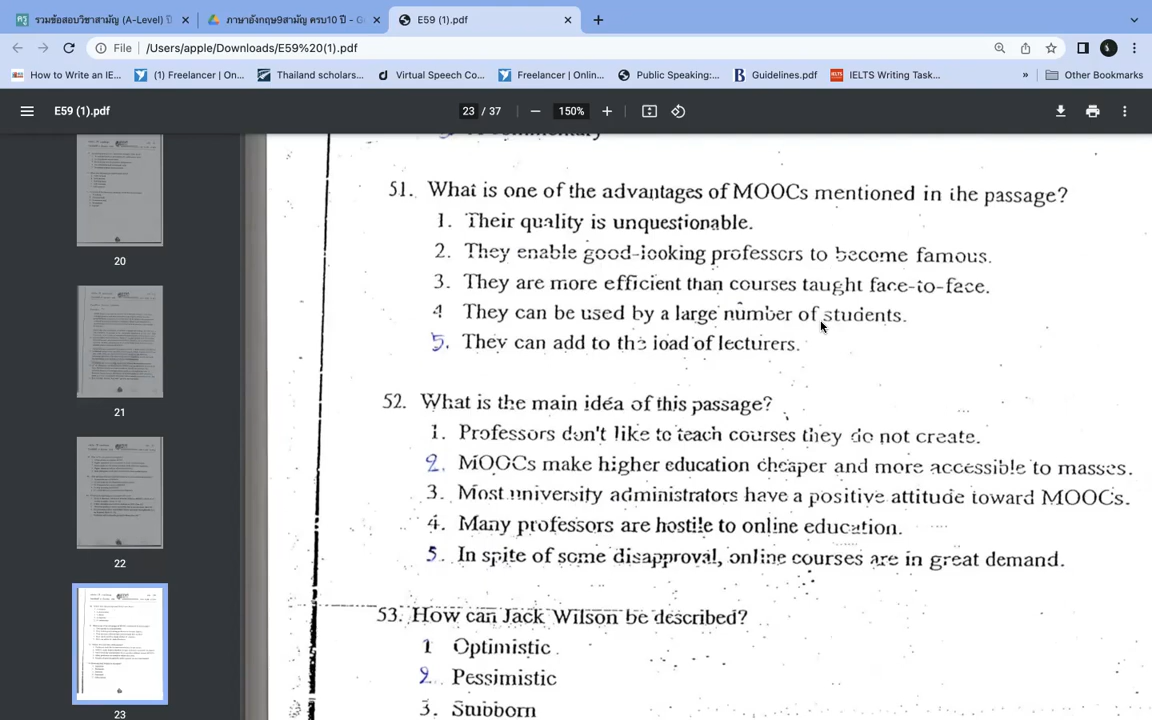 รวมข้อสอบวิชาสามัญ (A-Level) ปี
ภาษาอังกฤษ9สามัญ ครบ10 ปี - G
E59 (1).pdf
File
/Users/apple/Downloads/E59%20(1).pdf
How to Write an IE...
(1) Freelancer | On...
Thailand scholars...
Virtual Speech Co...
Freelancer | Onlin...
Public Speaking:...
Guidelines.pdf
IELTS Writing Task...
»
Other Bookmarks
E59 (1).pdf
23 / 37
150%
20
21
22
23
51. What is one of the advantages of MOOCs mentioned in the passage?
1. Their quality is unquestionable.
2. They enable good-looking professors to become famous.
3. They are more efficient than courses taught face-to-face.
4 They can be used by a large number of students.
5. They can add to the load of lecturers.
52. What is the main idea of this passage?
1. Professors don't like to teach courses they do not create.
2. MOOCs make higher education cheaper and more accessible to masses.
3. Most university administrators have a positive attitude toward MOOCs.
4. Many professors are hostile to online education.
5. In spite of some disapproval, online courses are in great demand.
53. How can Jack Wilson be described?
1 Optimistic
2. Pessimistic
3. Stubborn